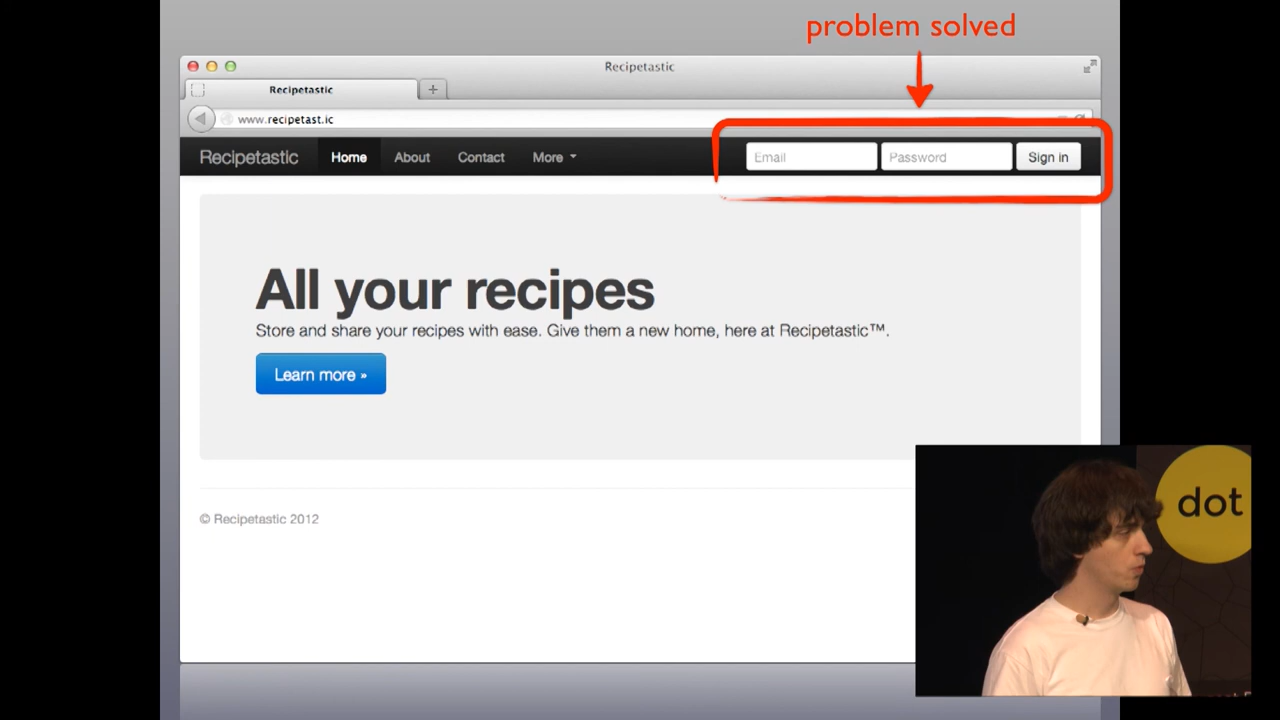 problem solved
Recipetastic
Recipetastic
+
www.recipetast.ic
Recipetastic Home About Contact More Email Password Sign in
All your recipes
Store and share your recipes with ease. Give them a new home, here at Recipetastic™.
Learn more »
© Recipetastic 2012
dot